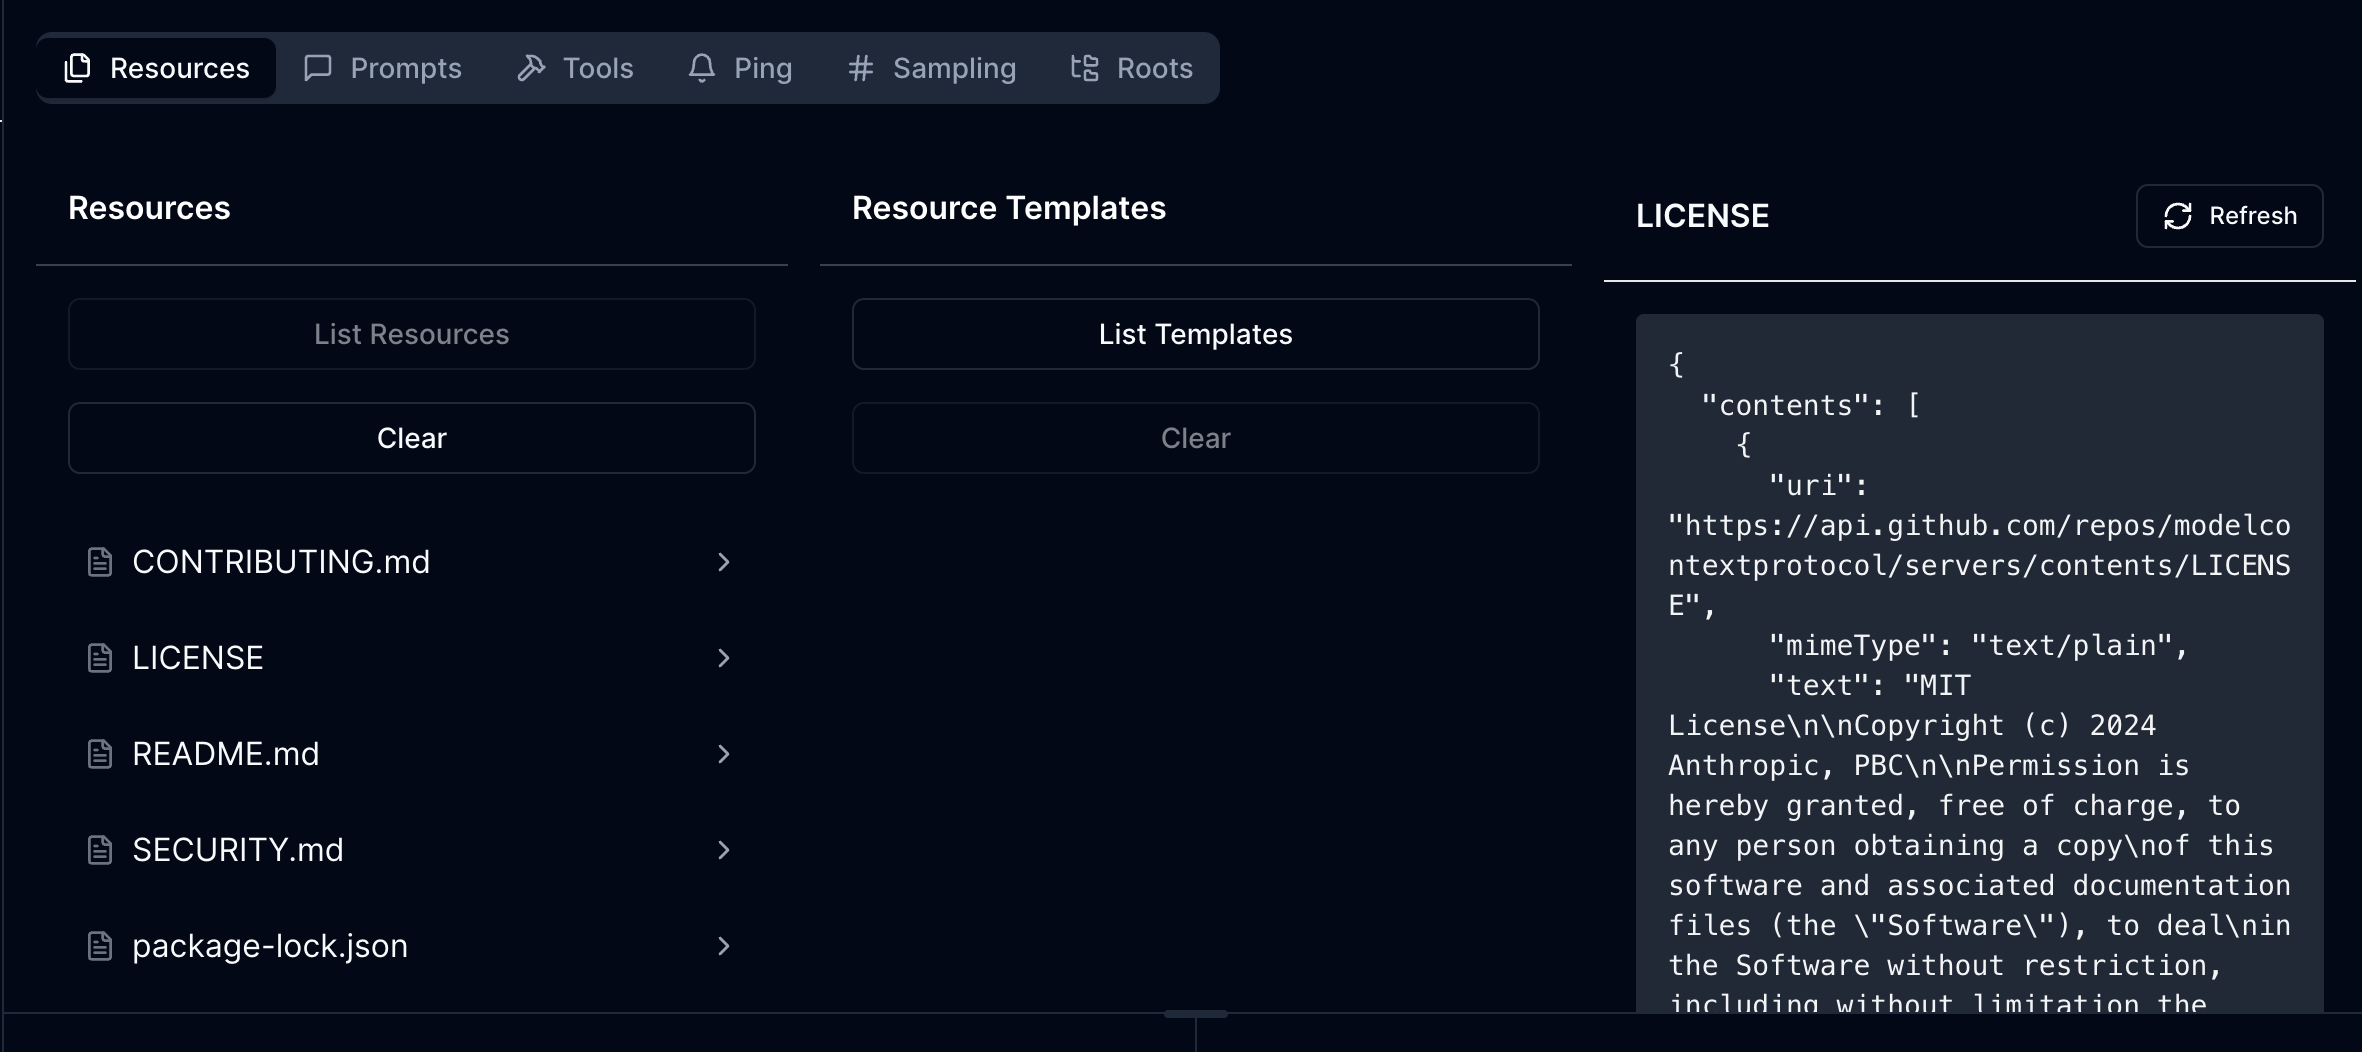 Resources
Prompts
Tools
Ping
Sampling
Roots
Resources
List Resources
Clear
CONTRIBUTING.md
LICENSE
README.md
SECURITY.md
package-lock.json
Resource Templates
List Templates
Clear
LICENSE
Refresh
{
  "contents": [
    {
      "uri":
"https://api.github.com/repos/modelco
ntextprotocol/servers/contents/LICENS
E",
      "mimeType": "text/plain",
      "text": "MIT
License\n\nCopyright (c) 2024
Anthropic, PBC\n\nPermission is
hereby granted, free of charge, to
any person obtaining a copy\nof this
software and associated documentation
files (the \"Software\"), to deal\nin
the Software without restriction,
including without limitation the